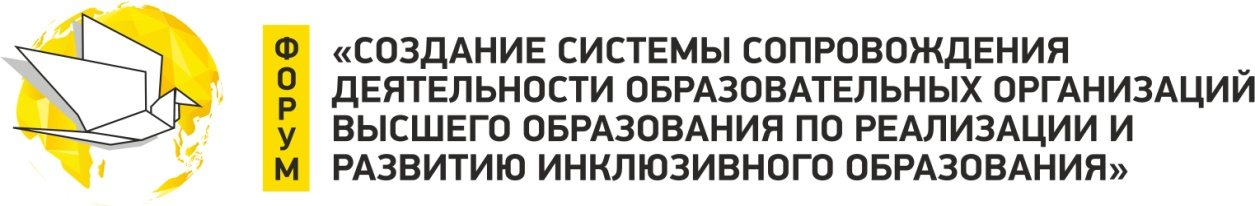 ФОРУМ
«СОЗДАНИЕ СИСТЕМЫ СОПРОВОЖДЕНИЯ
ДЕЯТЕЛЬНОСТИ ОБРАЗОВАТЕЛЬНЫХ ОРГАНИЗАЦИЙ
ВЫСШЕГО ОБРАЗОВАНИЯ ПО РЕАЛИЗАЦИИ И
РАЗВИТИЮ ИНКЛЮЗИВНОГО ОБРАЗОВАНИЯ»